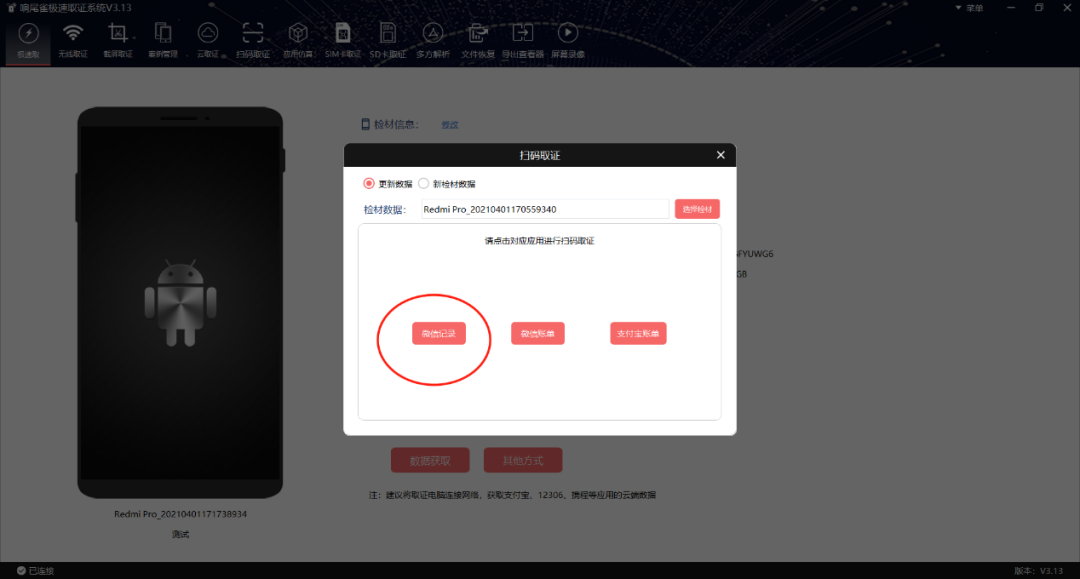 响尾雀极速取证系统V3.13
菜单
极速取 无线取证 截屏取证 案例管理 云取证 扫码取证 应用仿真 SIM卡取证 SD卡取证 多方解析 文件恢复 导出查看器 屏幕录像
检材信息： 修改
扫码取证
更新数据 新检材数据
检材数据： Redmi Pro_20210401170559340 选择检材
请点击对应应用进行扫码取证
FYUWG6
GB
微信记录 微信账单 支付宝账单
数据获取 其他方式
注：建议将取证电脑连接网络，获取支付宝、12306、携程等应用的云端数据
Redmi Pro_20210401171738934
测试
已连接
版本：V3.13